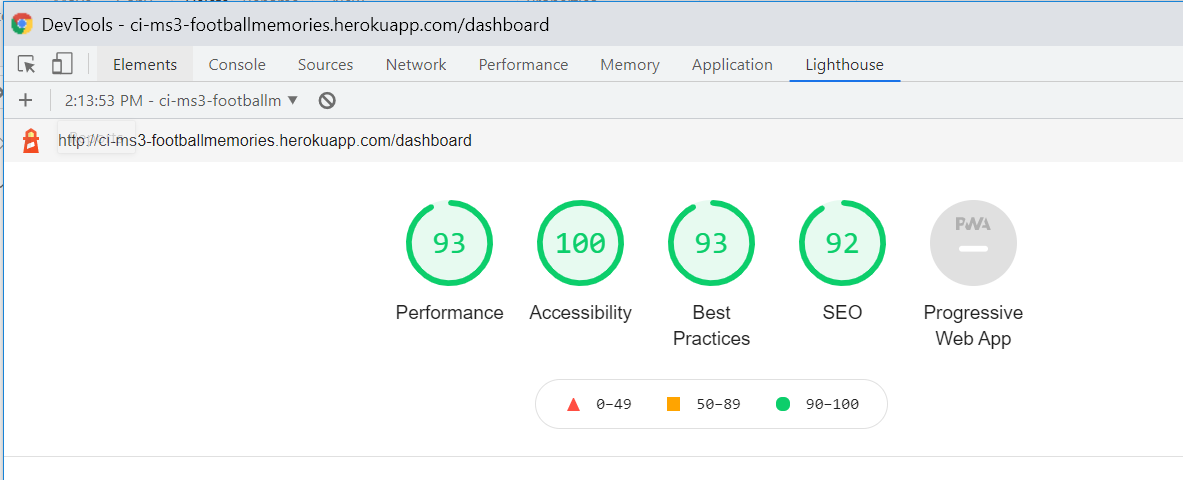 DevTools - ci-ms3-footballmemories.herokuapp.com/dashboard
Elements Console Sources Network Performance Memory Application Lighthouse
2:13:53 PM - ci-ms3-footballm
http://ci-ms3-footballmemories.herokuapp.com/dashboard
93 100 93 92 PWA
Performance Accessibility Best Practices SEO Progressive Web App
0–49 50–89 90–100